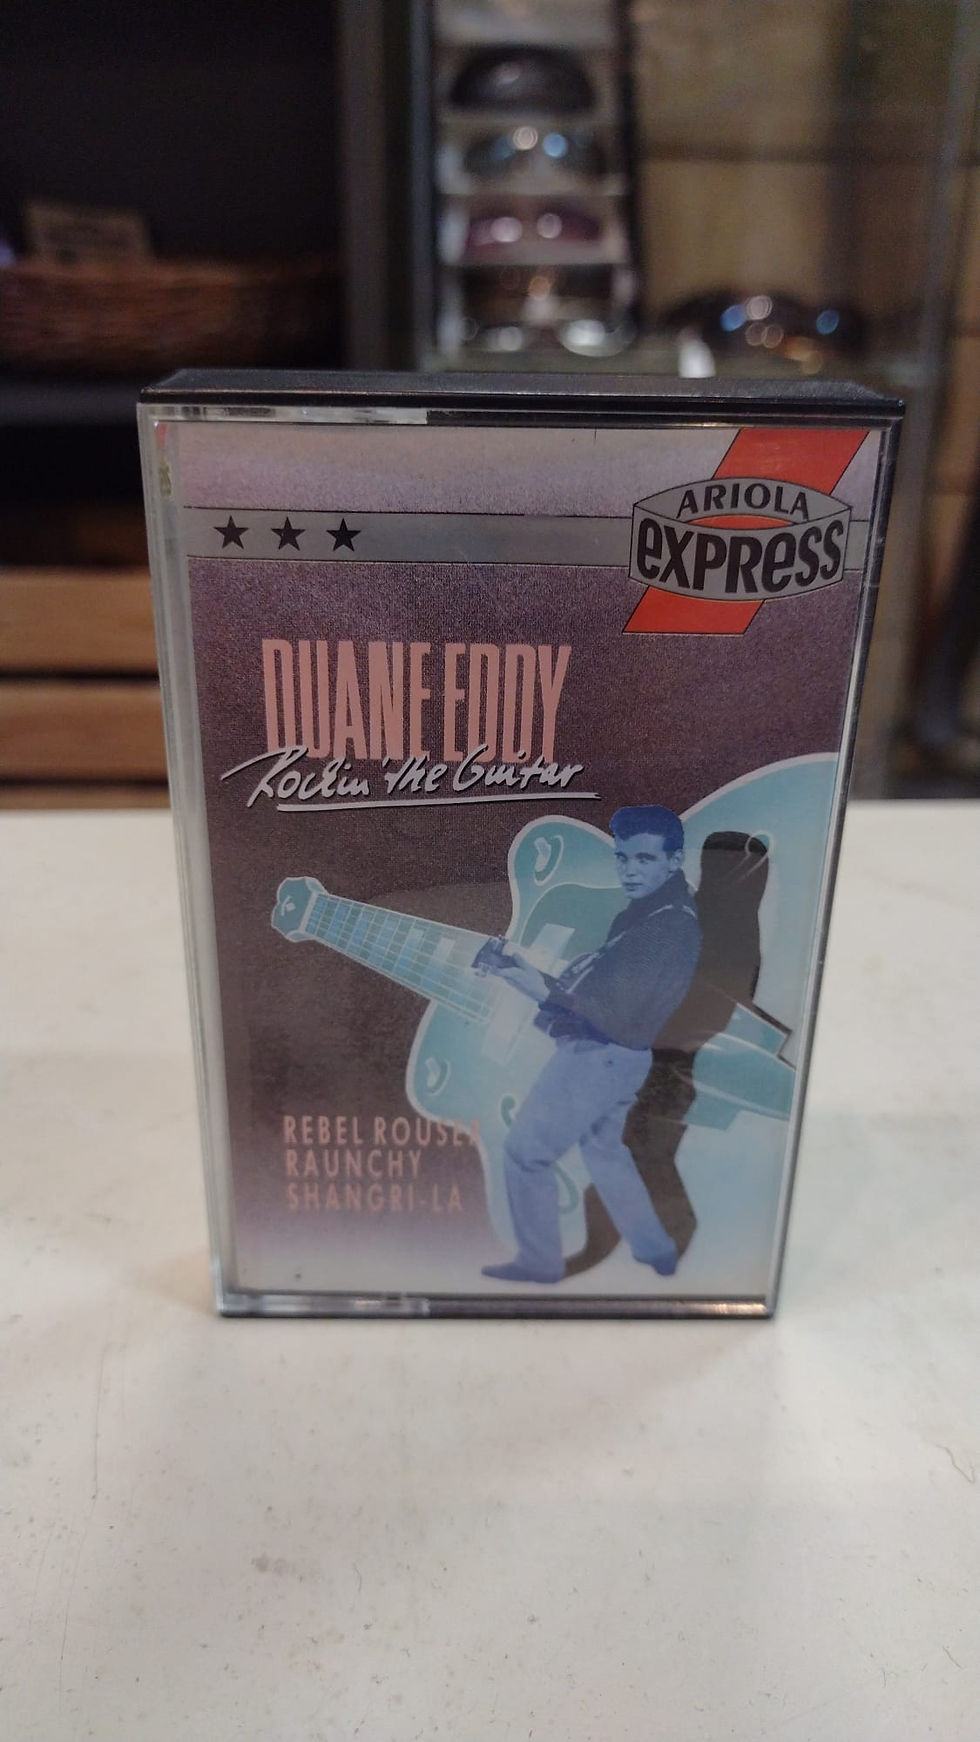 ARIOLA
express
DUANE EDDY
Rockin' the Guitar
REBEL ROUSER
RAUNCHY
SHANGRI-LA